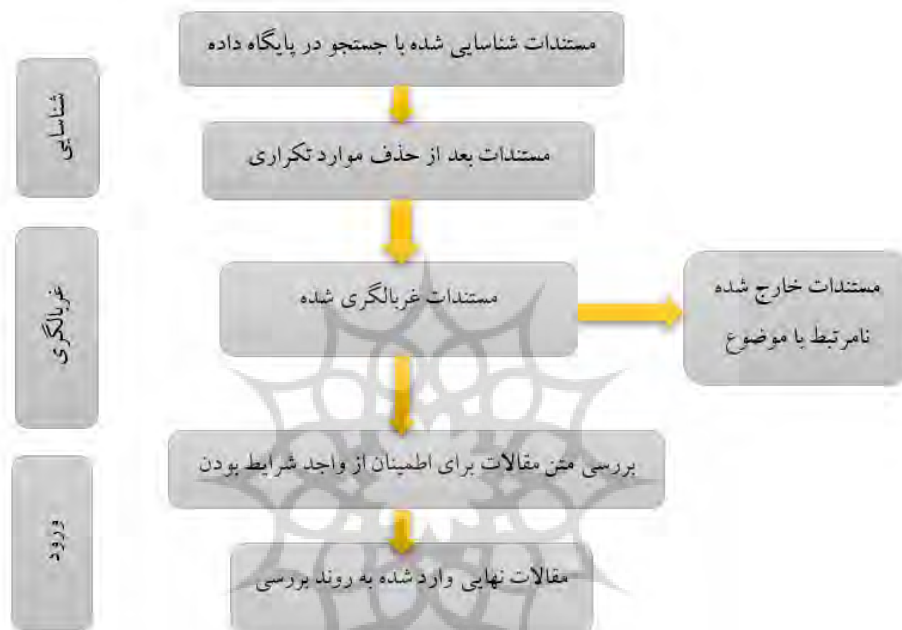 مستندات شناسایی شده با جستجو در پایگاه داده
شناسایی
مستندات بعد از حذف موارد تکراری
غربالگری
مستندات غربالگری شده
مستندات خارج شده
نامرتبط با موضوع
بررسی متن مقالات برای اطمینان از واجد شرایط بودن
ورود
مقالات نهایی وارد شده به روند بررسی